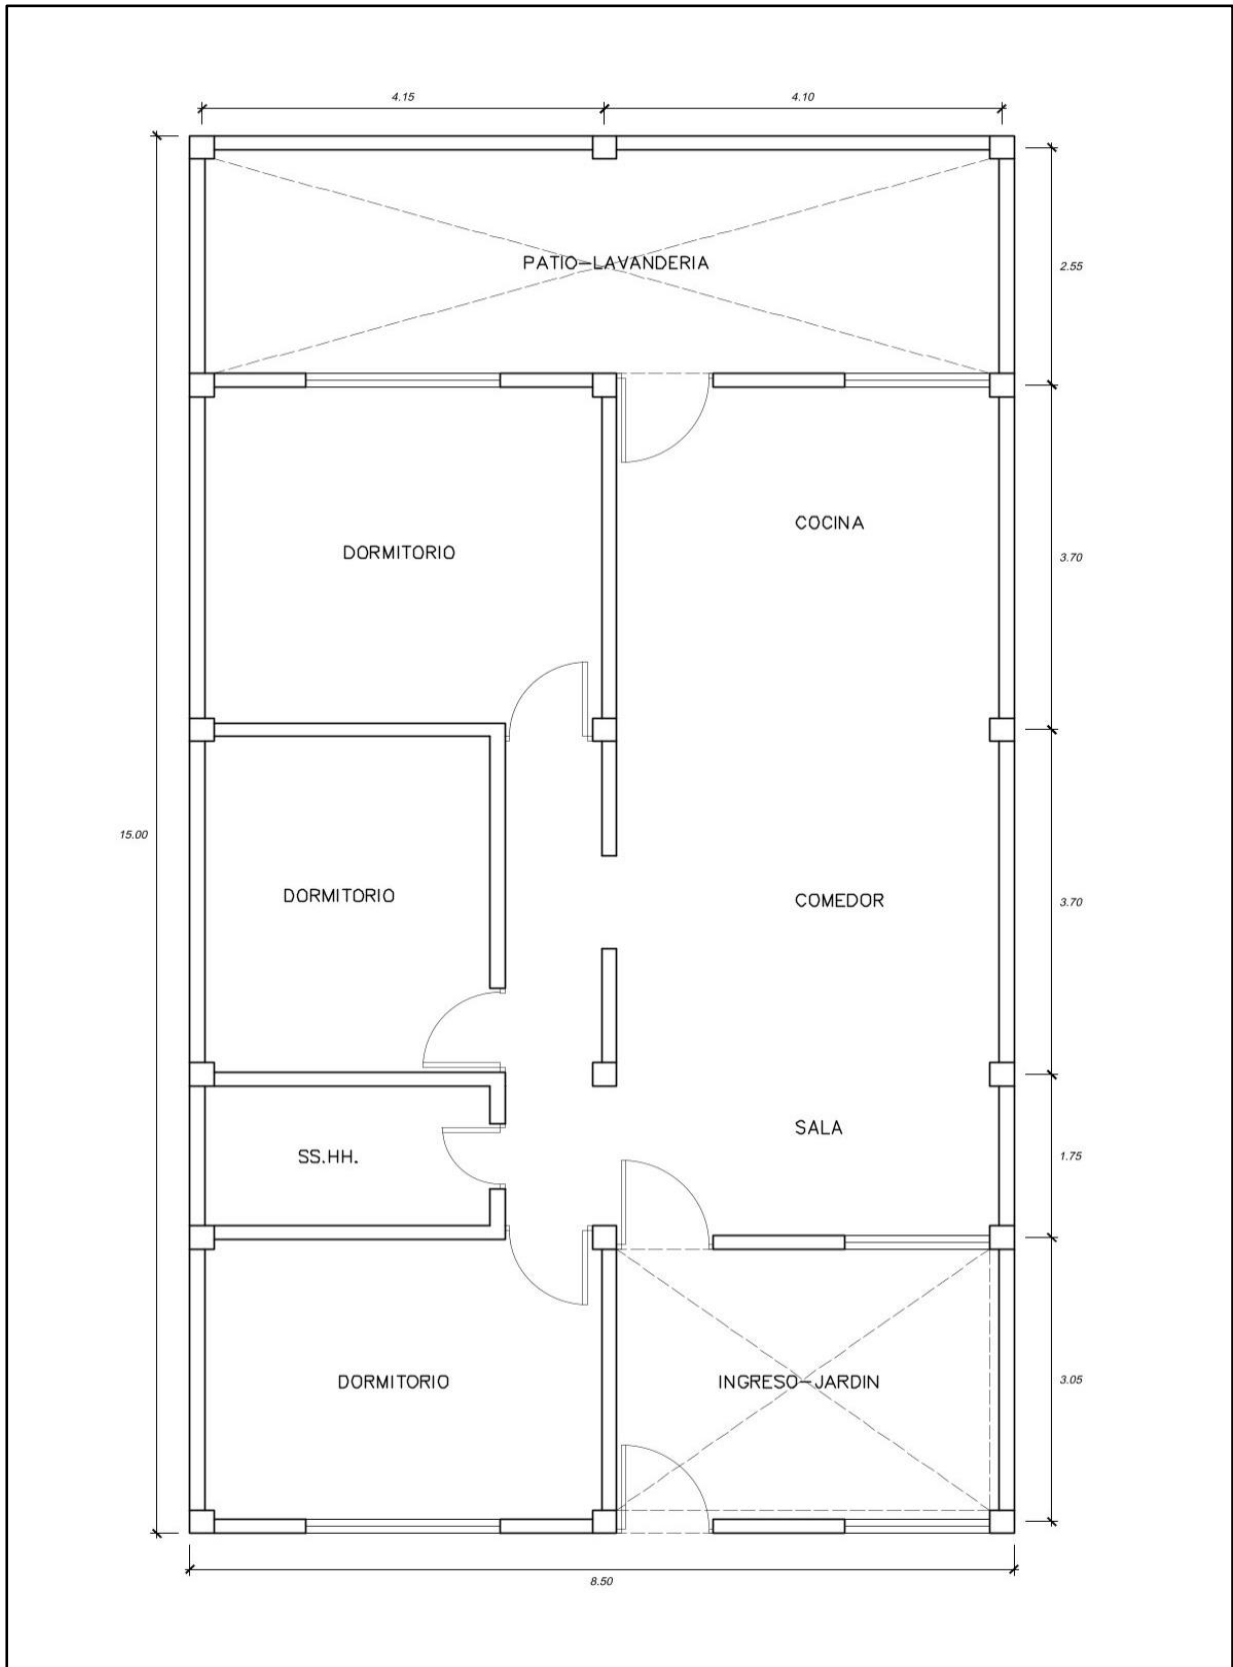 4.15
4.10
PATIO-LAVANDERIA
2.55
COCINA
DORMITORIO
3.70
15.00
DORMITORIO
COMEDOR
3.70
SALA
SS.HH.
1.75
DORMITORIO
INGRESO-JARDIN
3.05
8.50